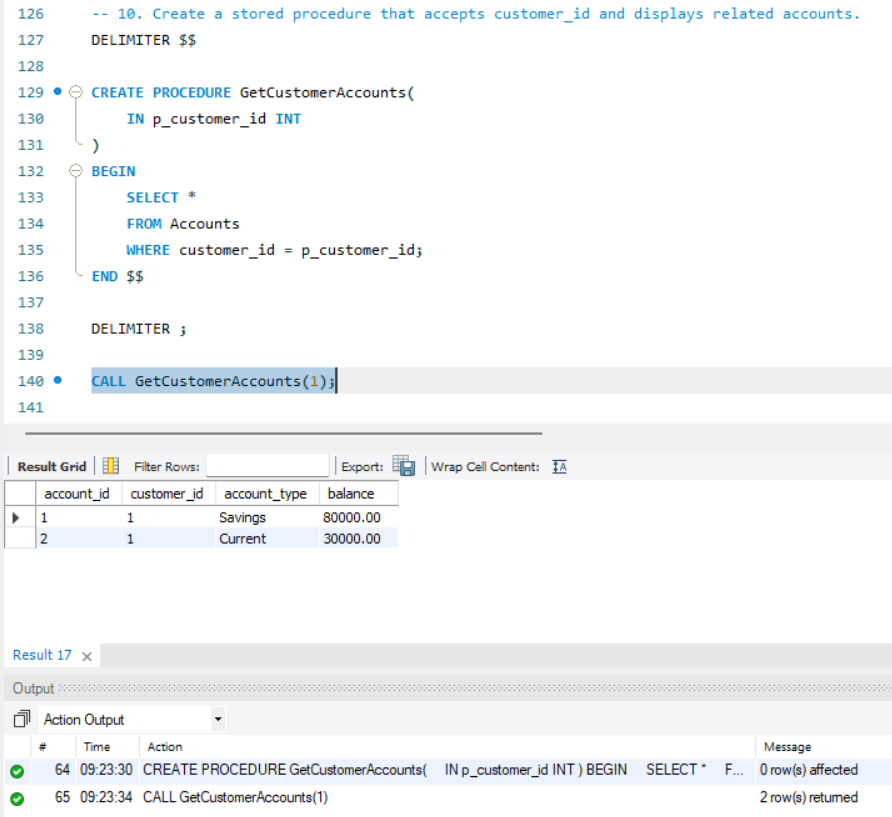 126 -- 10. Create a stored procedure that accepts customer_id and displays related accounts.
127 DELIMITER $$
128
129 CREATE PROCEDURE GetCustomerAccounts(
130 IN p_customer_id INT
131 )
132 BEGIN
133 SELECT *
134 FROM Accounts
135 WHERE customer_id = p_customer_id;
136 END $$
137
138 DELIMITER ;
139
140 CALL GetCustomerAccounts(1);
141
Result Grid Filter Rows: Export: Wrap Cell Content: IA
account_id customer_id account_type balance
1 1 Savings 80000.00
2 1 Current 30000.00
Result 17 ×
Output
Action Output
# Time Action Message
64 09:23:30 CREATE PROCEDURE GetCustomerAccounts( IN p_customer_id INT ) BEGIN SELECT * F... 0 row(s) affected
65 09:23:34 CALL GetCustomerAccounts(1) 2 row(s) returned